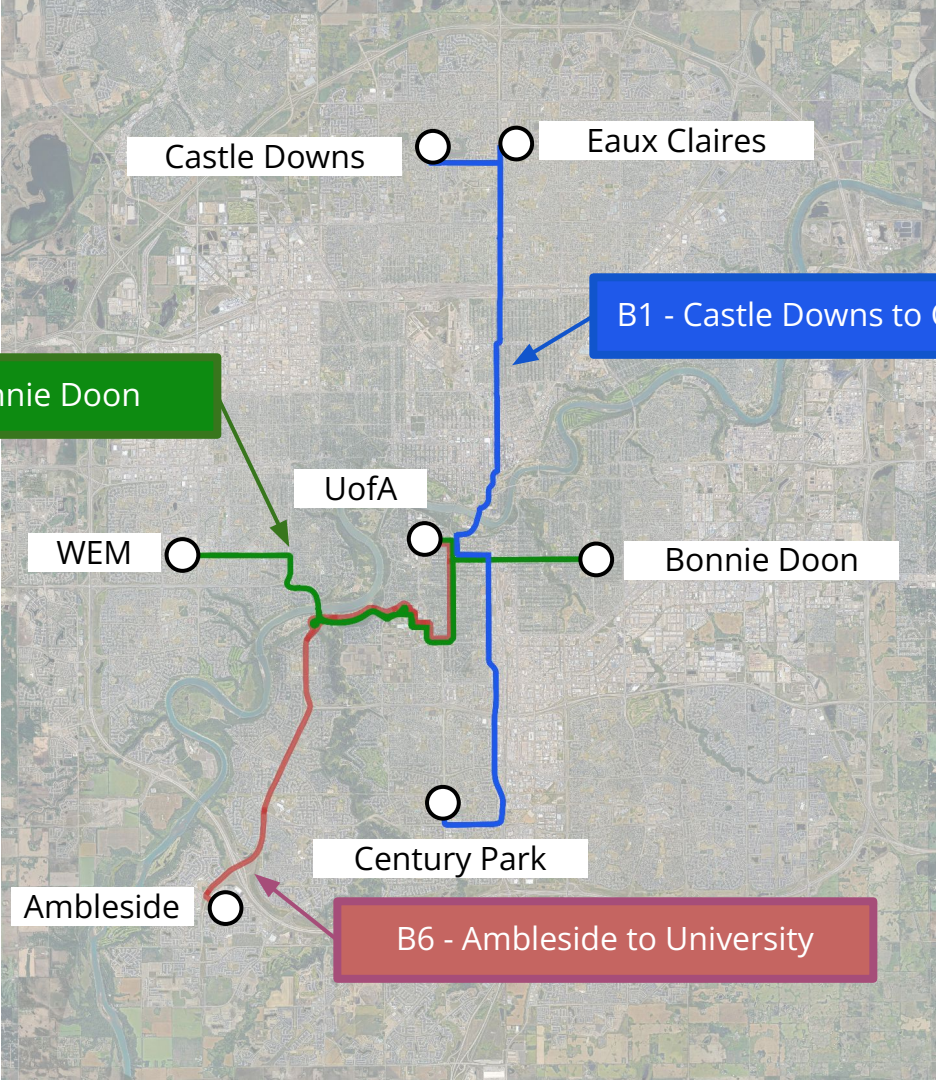 Castle Downs
Eaux Claires
B1 - Castle Downs to
Doon
UofA
WEM
Bonnie Doon
Century Park
Ambleside
B6 - Ambleside to University